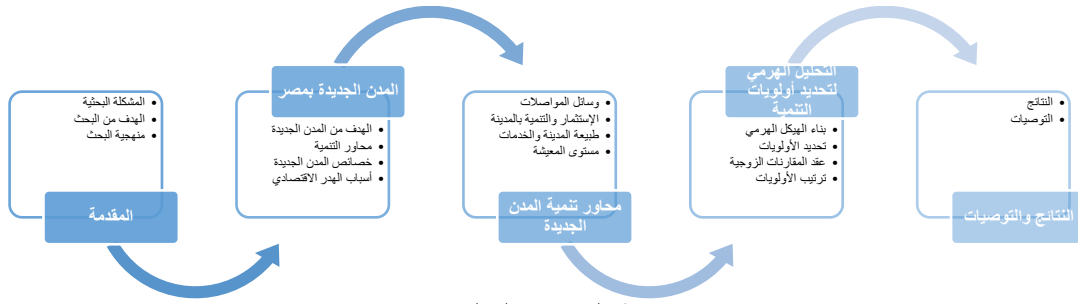 المشكلة البحثية
الهدف من البحث
منهجية البحث
المقدمة
المدن الجديدة بمصر
الهدف من المدن الجديدة
محاور التنمية
خصائص المدن الجديدة
أسباب الهدر الاقتصادي
وسائل المواصلات
الإستثمار والتنمية بالمدينة
طبيعة المدينة والخدمات
مستوى المعيشة
محاور تنمية المدن
الجديدة
التحليل الهرمي
لتحديد أولويات
التنمية
بناء الهيكل الهرمي
تحديد الأولويات
عقد المقارنات الزوجية
ترتيب الأولويات
النتائج
التوصيات
النتائج والتوصيات